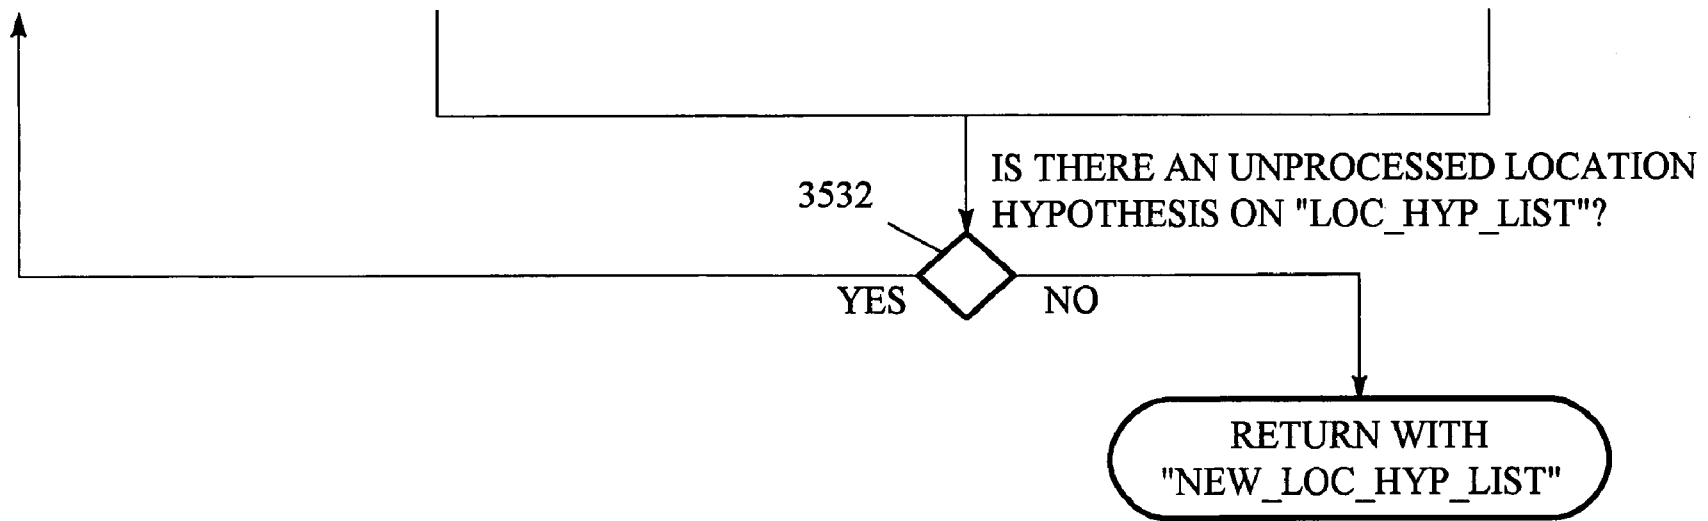 IS THERE AN UNPROCESSED LOCATION
HYPOTHESIS ON "LOC_HYP_LIST"?
3532
YES
NO
RETURN WITH
"NEW_LOC_HYP_LIST"